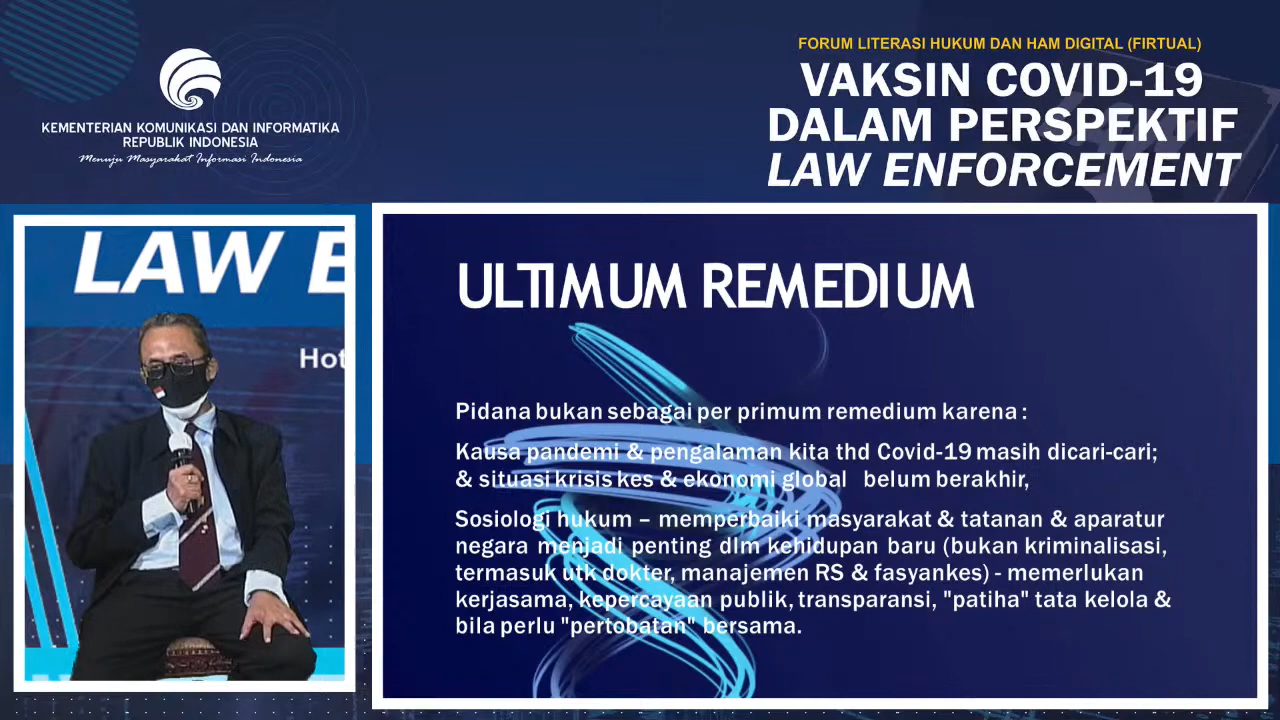 KEMENTERIAN KOMUNIKASI DAN INFORMATIKA
REPUBLIK INDONESIA
Menuju Masyarakat Informasi Indonesia
FORUM LITERASI HUKUM DAN HAM DIGITAL (FIRTUAL)
VAKSIN COVID-19
DALAM PERSPEKTIF
LAW ENFORCEMENT
LAW E
Hot
ULTIMUM REMEDIUM
Pidana bukan sebagai per primum remedium karena :
Kausa pandemi & pengalaman kita thd Covid-19 masih dicari-cari;
& situasi krisis kes & ekonomi global belum berakhir,
Sosiologi hukum – memperbaiki masyarakat & tatanan & aparatur
negara menjadi penting dlm kehidupan baru (bukan kriminalisasi,
termasuk utk dokter, manajemen RS & fasyankes) - memerlukan
kerjasama, kepercayaan publik, transparansi, "patiha" tata kelola &
bila perlu "pertobatan" bersama.